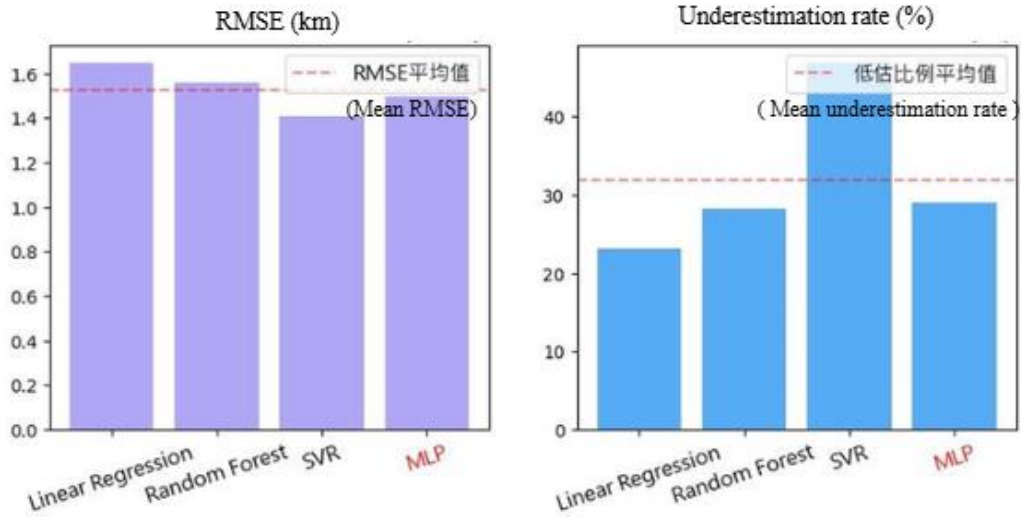 RMSE (km)
RMSE平均值
(Mean RMSE)
1.6
1.4
1.2
1.0
0.8
0.6
0.4
0.2
0.0
Linear Regression
Random Forest
SVR
MLP
Underestimation rate (%)
低估比例平均值
( Mean underestimation rate )
40
30
20
10
0
Linear Regression
Random Forest
SVR
MLP